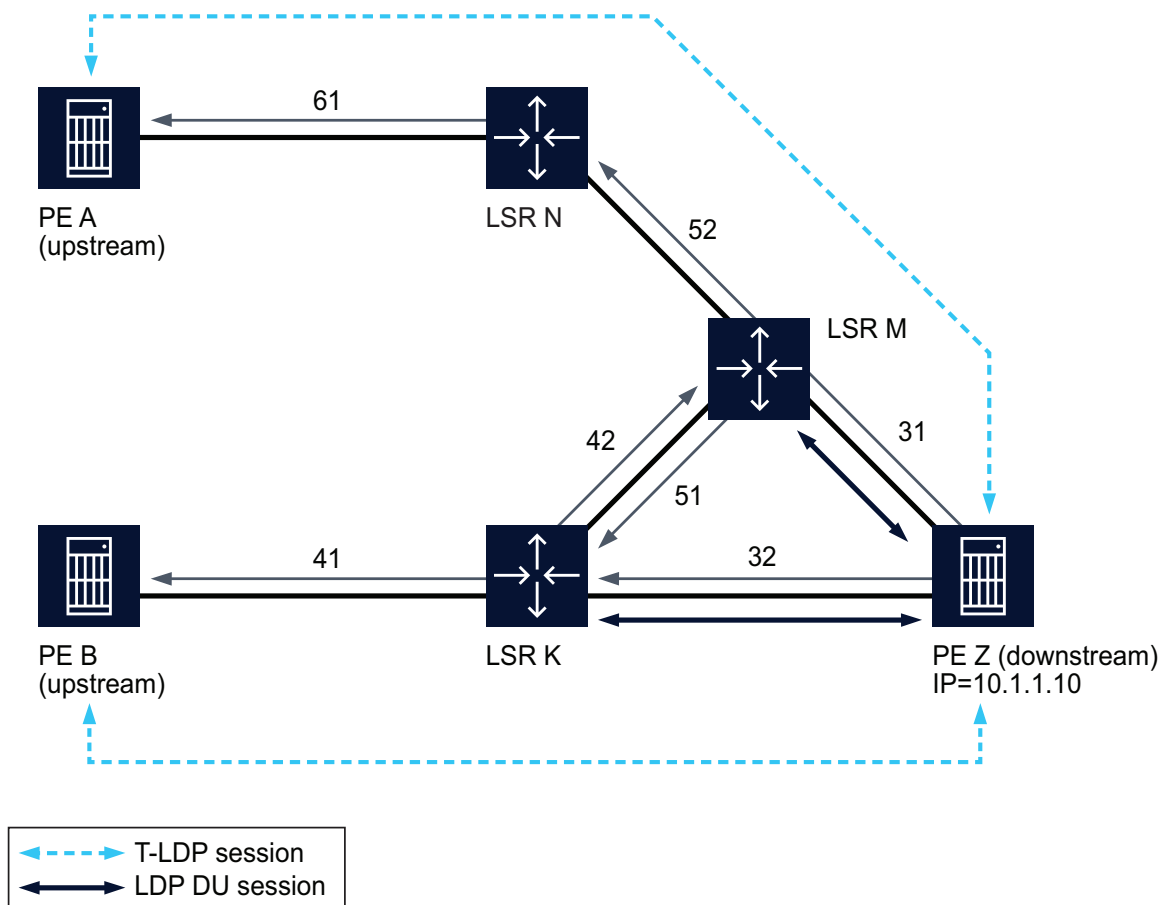 61
PE A
(upstream)
LSR N
52
LSR M
42
31
51
41
32
PE B
(upstream)
LSR K
PE Z (downstream)
IP=10.1.1.10
T-LDP session
LDP DU session